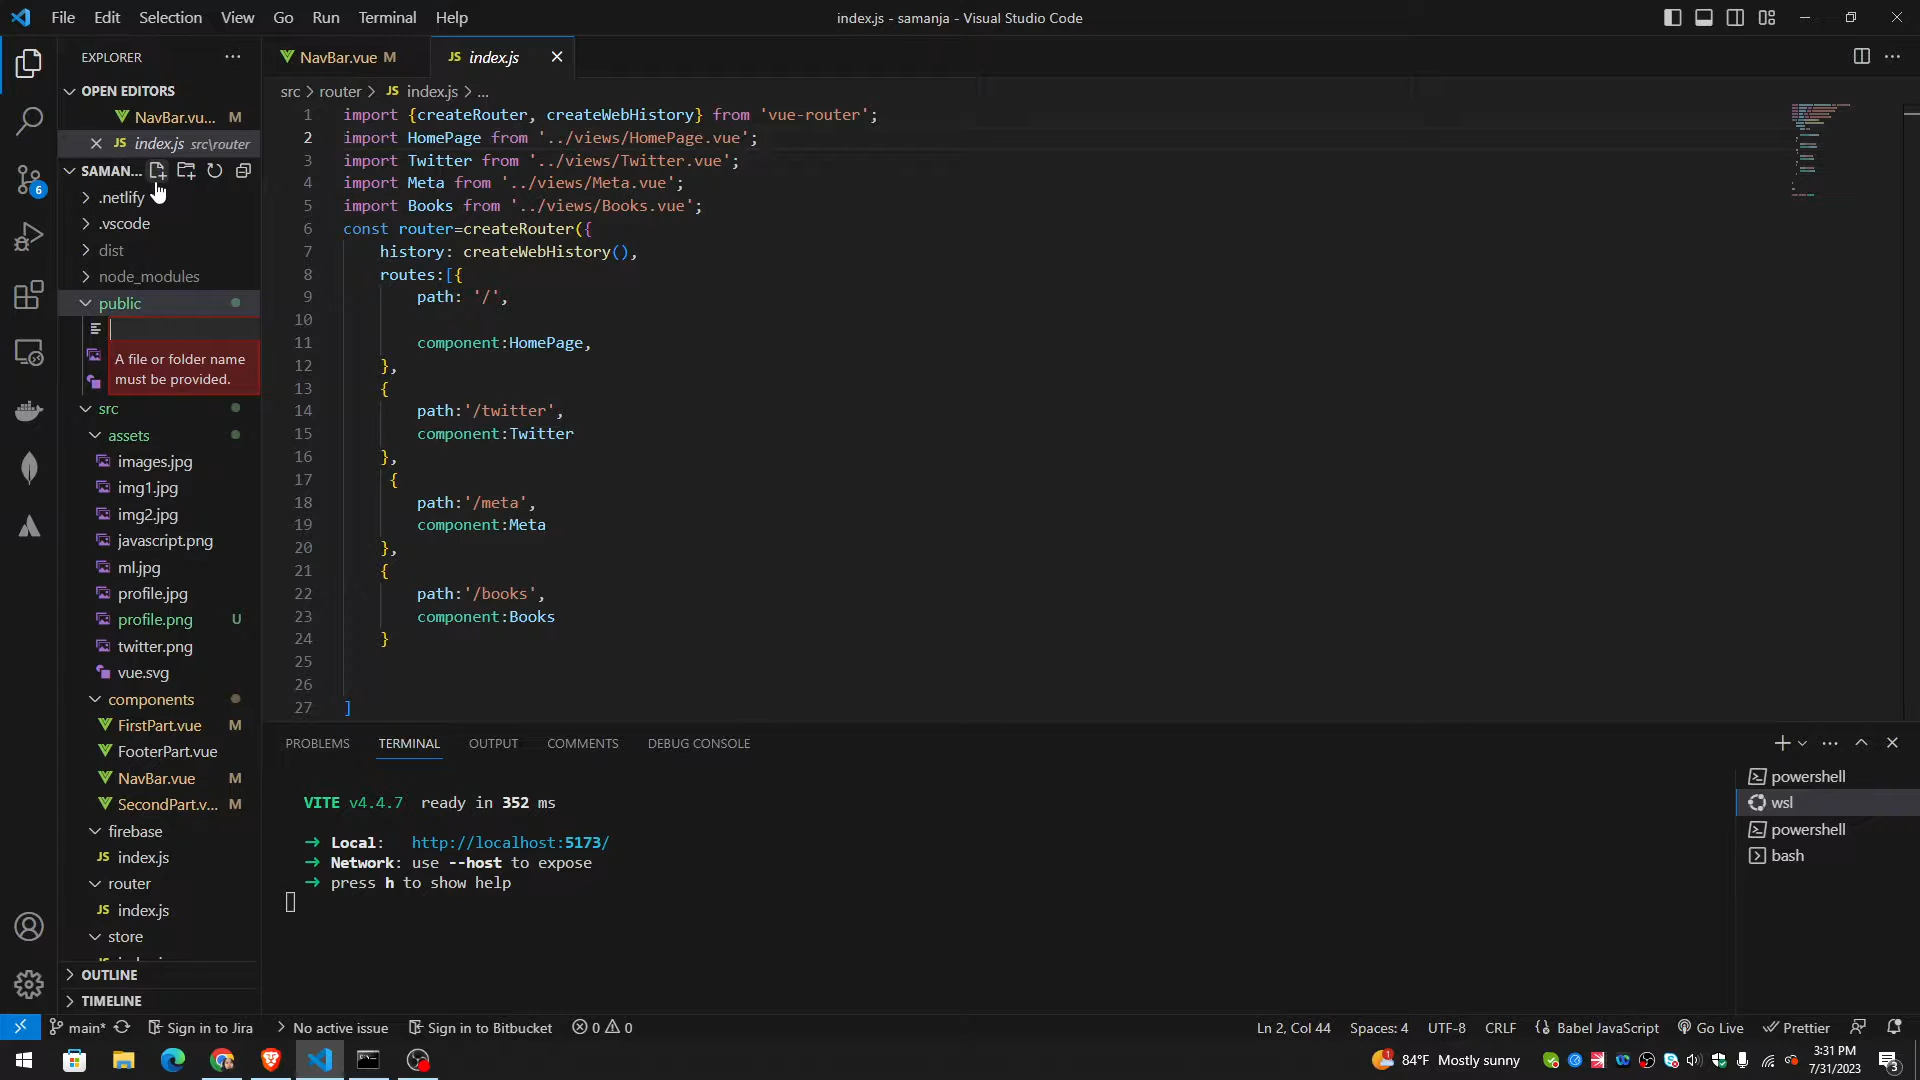 File Edit Selection View Go Run Terminal Help
index.js - samanja - Visual Studio Code
EXPLORER
OPEN EDITORS
NavBar.vu... M
JS index.js src\router
SAMAN...
.netlify
.vscode
dist
node_modules
public
A file or folder name
must be provided.
src
assets
images.jpg
img1.jpg
img2.jpg
javascript.png
ml.jpg
profile.jpg
profile.png U
twitter.png
vue.svg
components
FirstPart.vue M
FooterPart.vue
NavBar.vue M
SecondPart.v... M
firebase
JS index.js
router
JS index.js
store
OUTLINE
TIMELINE
6
NavBar.vue M
JS index.js
src > router > JS index.js > ...
1 import {createRouter, createWebHistory} from 'vue-router';
2 import HomePage from '../views/HomePage.vue';
3 import Twitter from '../views/Twitter.vue';
4 import Meta from '../views/Meta.vue';
5 import Books from '../views/Books.vue';
6 const router=createRouter({
7 history: createWebHistory(),
8 routes:[{
9 path: '/',
10
11 component:HomePage,
12 },
13 {
14 path:'/twitter',
15 component:Twitter
16 },
17 {
18 path:'/meta',
19 component:Meta
20 },
21 {
22 path:'/books',
23 component:Books
24 }
25
26
27 ]
PROBLEMS TERMINAL OUTPUT COMMENTS DEBUG CONSOLE
VITE v4.4.7 ready in 352 ms
➜ Local: http://localhost:5173/
➜ Network: use --host to expose
➜ press h to show help
powershell
wsl
powershell
bash
main* Sign in to Jira No active issue Sign in to Bitbucket 0 0
Ln 2, Col 44 Spaces: 4 UTF-8 CRLF {} Babel JavaScript Go Live Prettier
84°F Mostly sunny
3:31 PM
7/31/2023
3